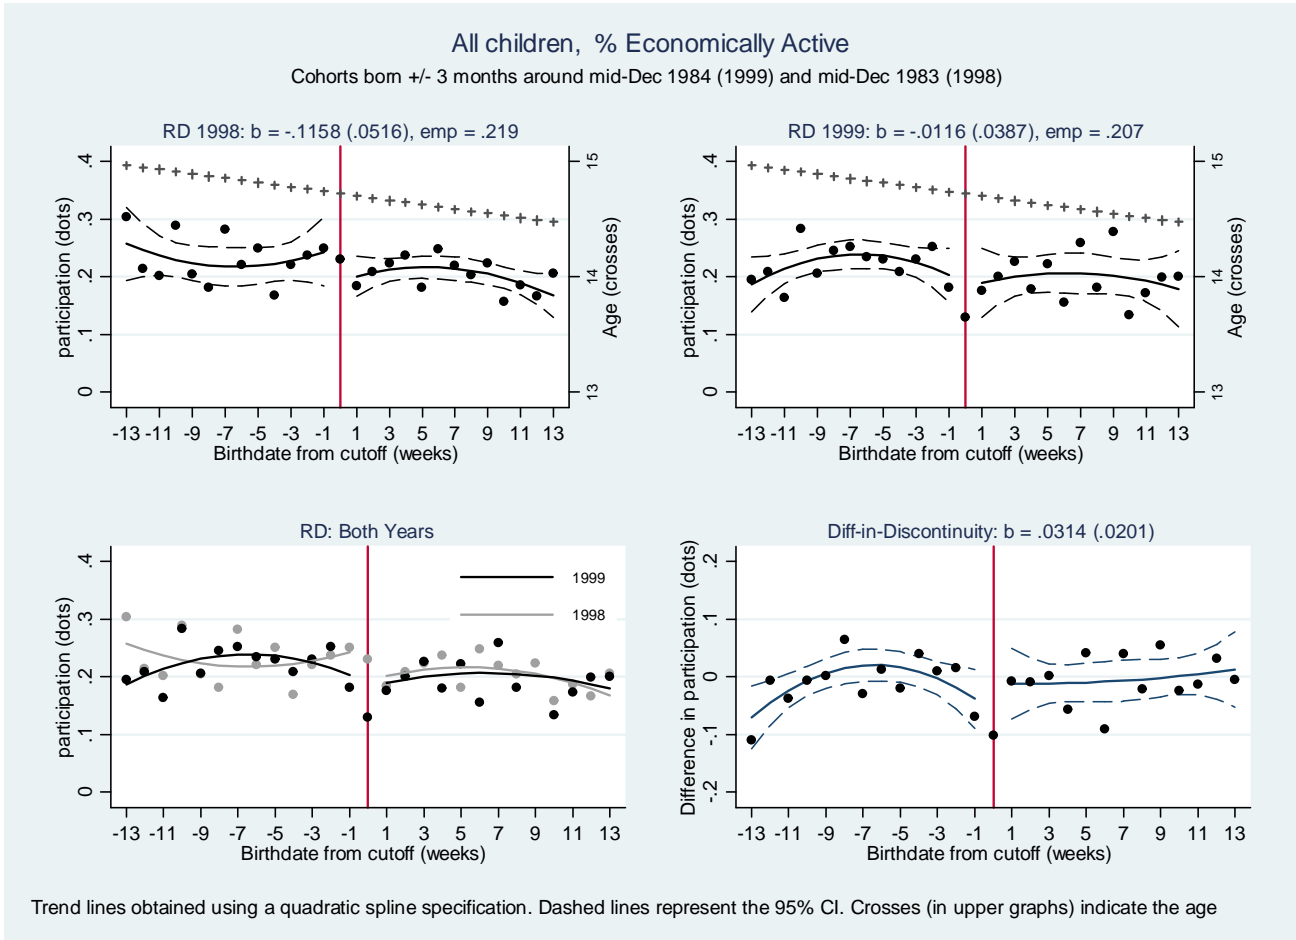 All children,  % Economically Active
Cohorts born +/- 3 months around mid-Dec 1984 (1999) and mid-Dec 1983 (1998)
RD 1998: b = -.1158 (.0516), emp = .219
participation (dots)
.4
.3
.2
.1
0
Age (crosses)
15
14
13
-13 -11 -9 -7 -5 -3 -1 1 3 5 7 9 11 13
Birthdate from cutoff (weeks)
RD 1999: b = -.0116 (.0387), emp = .207
participation (dots)
.4
.3
.2
.1
0
Age (crosses)
15
14
13
-13 -11 -9 -7 -5 -3 -1 1 3 5 7 9 11 13
Birthdate from cutoff (weeks)
RD: Both Years
participation (dots)
.4
.3
.2
.1
0
1999
1998
-13 -11 -9 -7 -5 -3 -1 1 3 5 7 9 11 13
Birthdate from cutoff (weeks)
Diff-in-Discontinuity: b = .0314 (.0201)
Difference in participation (dots)
.2
.1
0
-.1
-.2
-13 -11 -9 -7 -5 -3 -1 1 3 5 7 9 11 13
Birthdate from cutoff (weeks)
Trend lines obtained using a quadratic spline specification. Dashed lines represent the 95% CI. Crosses (in upper graphs) indicate the age